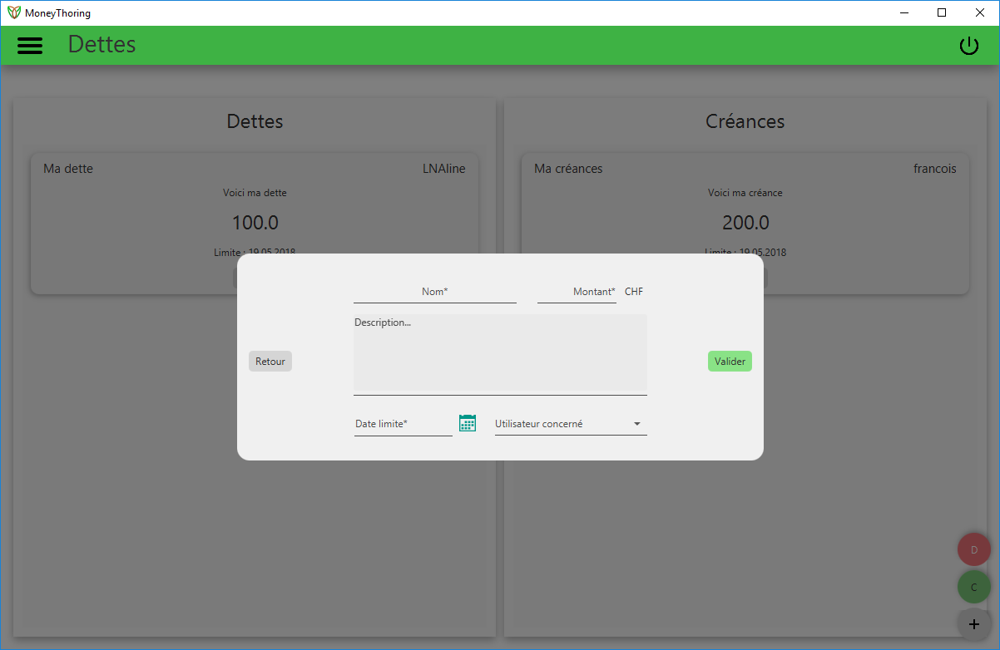 MoneyThoring
Dettes
Dettes
Ma dette LNAline
Voici ma dette
100.0
Limite : 19.05.2018
Créances
Ma créances francois
Voici ma créance
200.0
Limite : 19.05.2018
Nom* Montant* CHF
Description...
Retour
Valider
Date limite* Utilisateur concerné
D
C
+